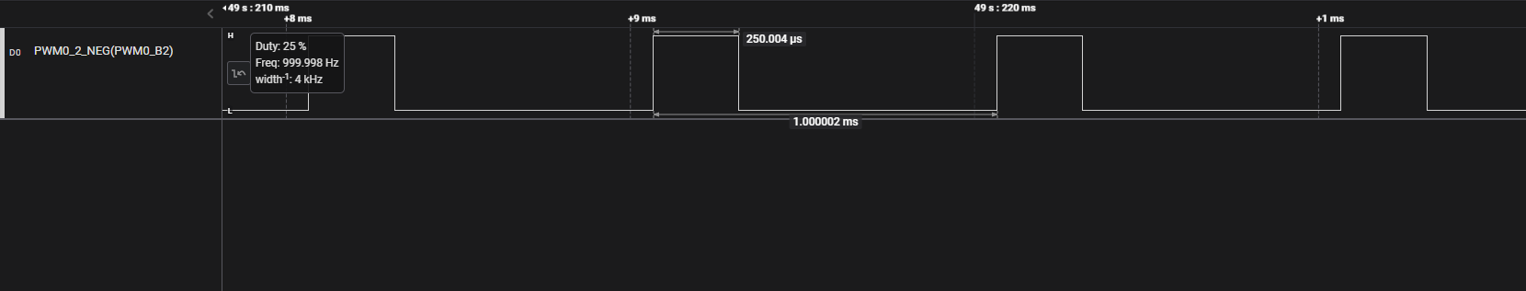 49 s : 210 ms
49 s : 220 ms
+8 ms
+9 ms
+1 ms
D0
PWM0_2_NEG(PWM0_B2)
H
L
Duty: 25 %
Freq: 999.998 Hz
width-1: 4 kHz
250.004 µs
1.000002 ms